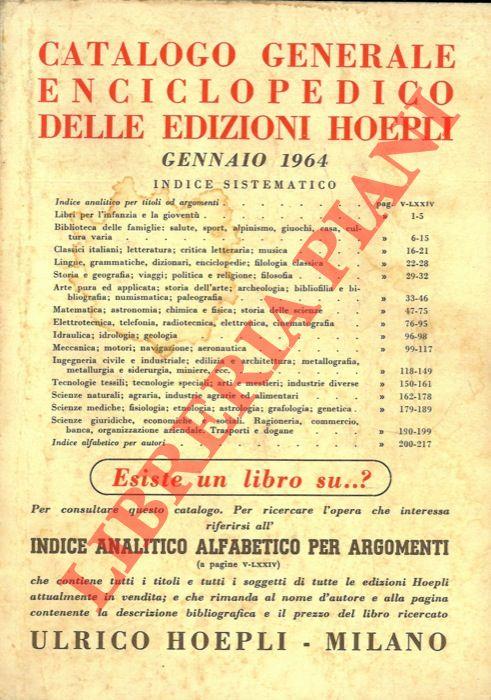 CATALOGO GENERALE
ENCICLOPEDICO
DELLE EDIZIONI HOEPLI
GENNAIO 1964
INDICE SISTEMATICO
Indice analitico per titoli od argomenti . . . . . . . . pag. V-LXXIV
Libri per l'infanzia e la gioventù . . . . . . . . » 1-5
Biblioteca delle famiglie: salute, sport, alpinismo, giuochi, casa, cul-
tura varia . . . . . . . . » 6-15
Classici italiani; letteratura; critica letteraria; musica . . . . » 16-21
Lingue, grammatiche, dizionari, enciclopedie; filologia classica . . » 22-28
Storia e geografia; viaggi; politica e religione; filosofia . . . . » 29-32
Arte pura ed applicata; storia dell'arte; archeologia; bibliofilia e bi-
bliografia; numismatica; paleografia . . . . . . » 33-46
Matematica; astronomia; chimica e fisica; storia delle scienze . . » 47-75
Elettrotecnica, telefonia, radiotecnica, elettronica, cinematografia . » 76-95
Idraulica; idrologia; geologia . . . . . . . . » 96-98
Meccanica; motori; navigazione; aeronautica . . . . . . » 99-117
Ingegneria civile e industriale; edilizia e architettura; metallografia,
metallurgia e siderurgia, miniere, . . . . . . » 118-149
Tecnologie tessili; tecnologie speciali, arti e mestieri; industrie diverse » 150-161
Scienze naturali; agraria, industrie agrarie ed alimentari . . . » 162-178
Scienze mediche; fisiologia; etnologia; astrologia; grafologia; genetica . » 179-189
Scienze giuridiche, economiche e sociali. Ragioneria, commercio,
banca, organizzazione aziendale. Trasporti e dogane . . . » 190-199
Indice alfabetico per autori . . . . . . . . » 200-217
Esiste un libro su..?
Per consultare questo catalogo. Per ricercare l'opera che interessa
riferirsi all'
INDICE ANALITICO ALFABETICO PER ARGOMENTI
(a pagine V-LXXIV)
che contiene tutti i titoli e tutti i soggetti di tutte le edizioni Hoepli
attualmente in vendita; e che rimanda al nome d'autore e alla pagina
contenente la descrizione bibliografica e il prezzo del libro ricercato
ULRICO HOEPLI - MILANO
LIBRERIA PIANI